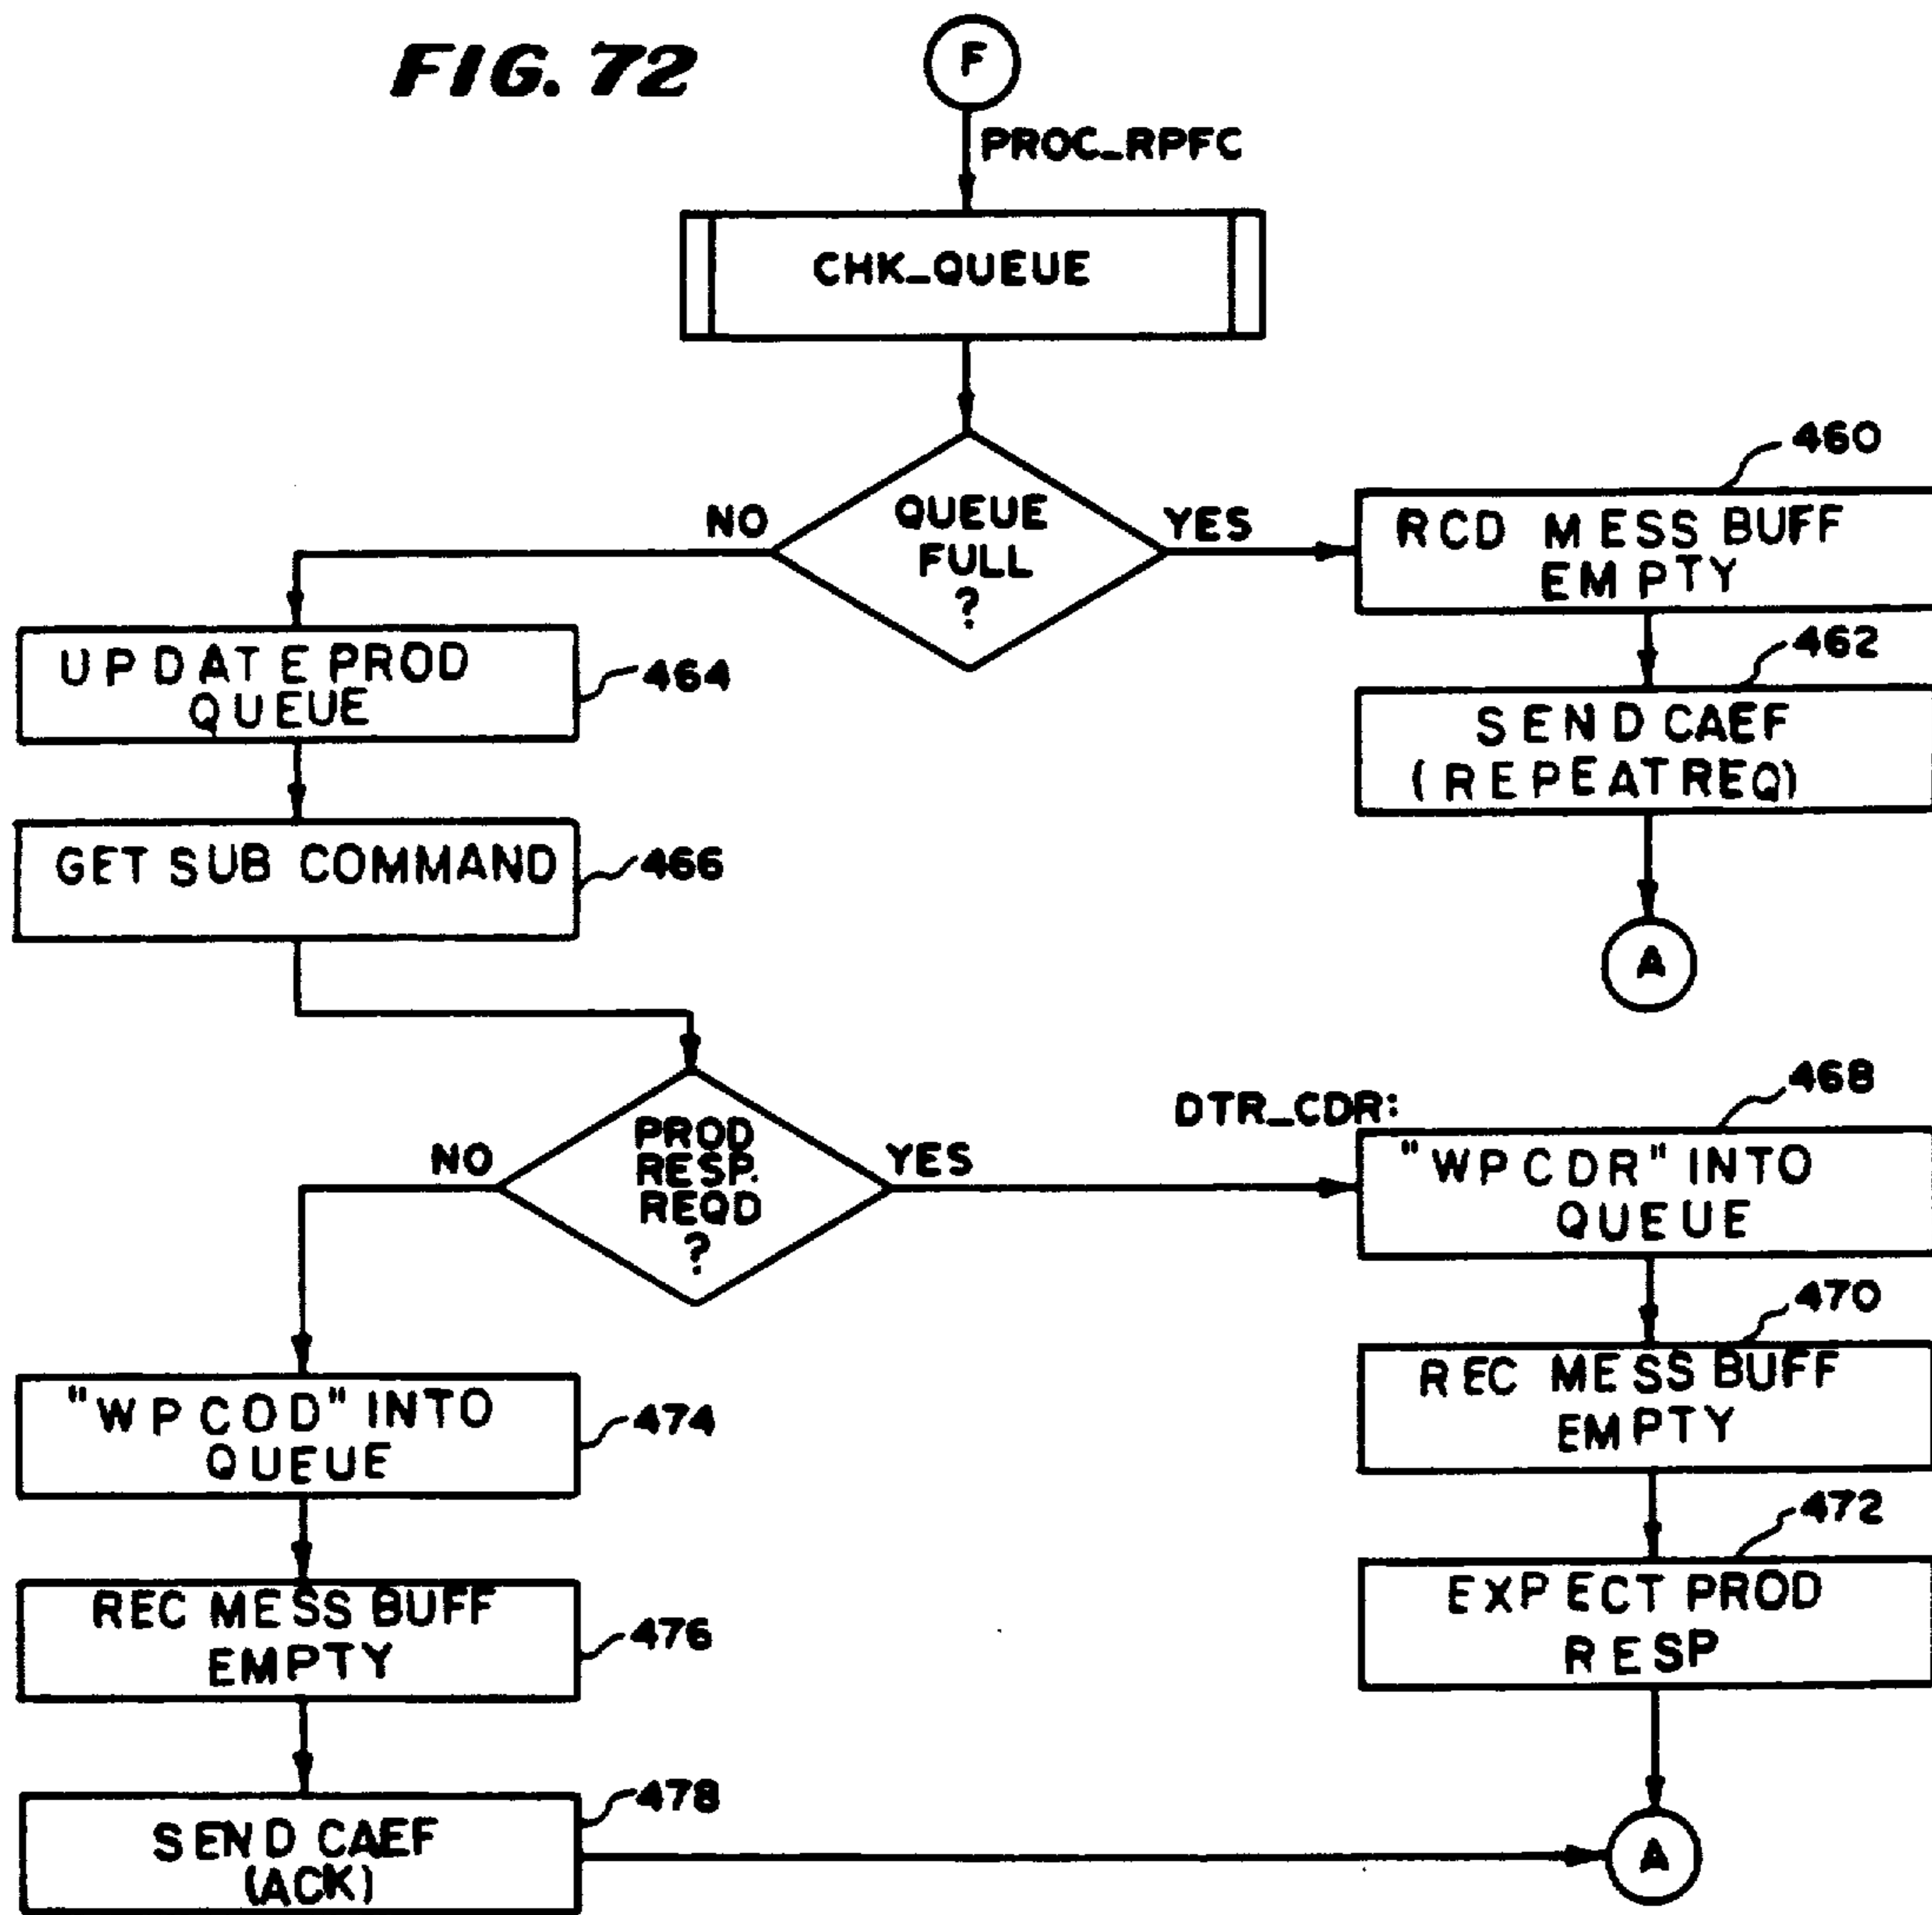 FIG. 72
F
PROC_RPFC
CHK_QUEUE
QUEUE
FULL
?
NO
YES
460
RCD MESS BUFF
EMPTY
462
SEND CAEF
(REPEATREQ)
A
UPDATE PROD
QUEUE
464
GET SUB COMMAND
466
PROD
RESP.
REQD
?
NO
YES
DTR_CDR:
468
"WPCDR" INTO
QUEUE
470
REC MESS BUFF
EMPTY
472
EXPECT PROD
RESP
"WPCOD" INTO
QUEUE
474
REC MESS BUFF
EMPTY
476
SEND CAEF
(ACK)
478
A